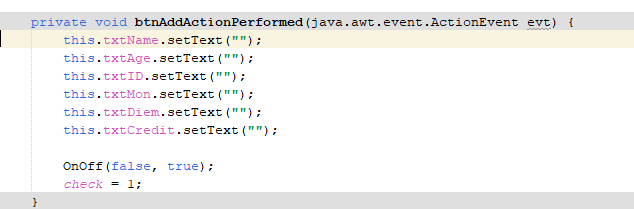 private void btnAddActionPerformed(java.awt.event.ActionEvent evt) {
this.txtName.setText("");
this.txtAge.setText("");
this.txtID.setText("");
this.txtMon.setText("");
this.txtDiem.setText("");
this.txtCredit.setText("");
OnOff(false, true);
check = 1;
}